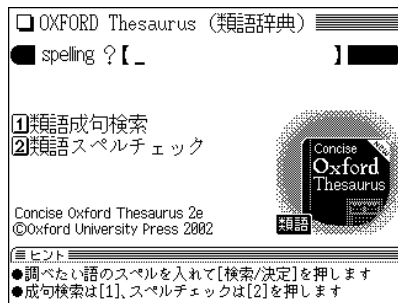 OXFORD Thesaurus（類語辞典）
spelling ?【_ 】
1類語成句検索
2類語スペルチェック
Concise
Oxford
Thesaurus
類語
Concise Oxford Thesaurus 2e
©Oxford University Press 2002
ヒント
●調べたい語のスペルを入れて[検索/決定]を押します
●成句検索は[1]､スペルチェックは[2]を押します